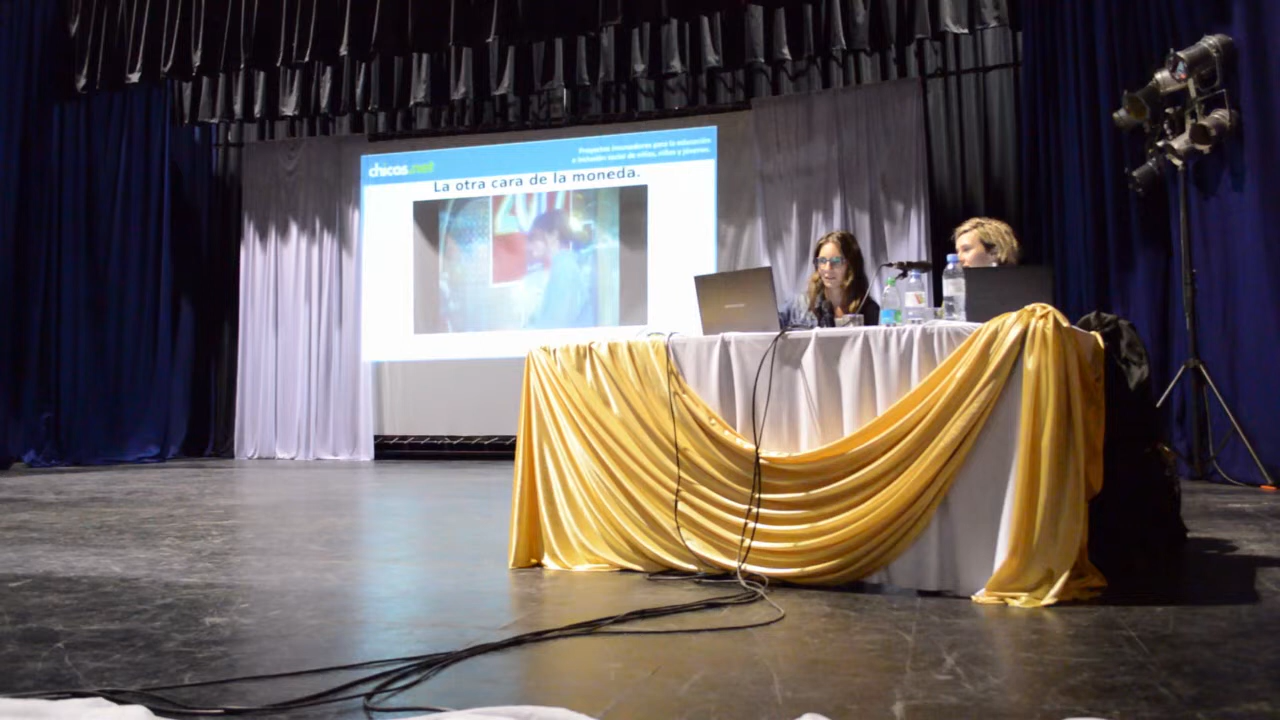 chicos.net
Proyectos innovadores para la educación
e inclusión social de niñas, niños y jóvenes.
La otra cara de la moneda.
2017